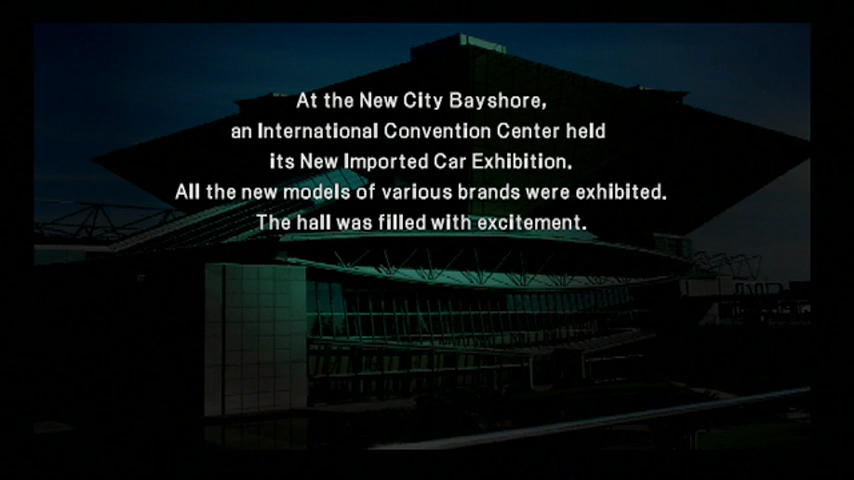 At the New City Bayshore,
an International Convention Center held
its New Imported Car Exhibition.
All the new models of various brands were exhibited.
The hall was filled with excitement.